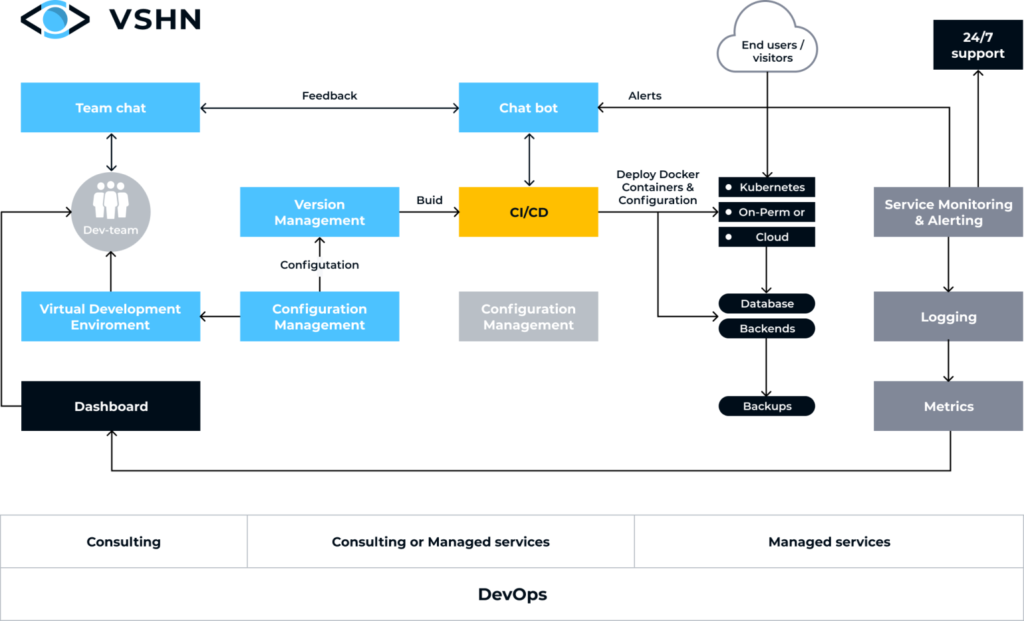 VSHN
End users /
visitors
24/7
support
Team chat
Feedback
Chat bot
Alerts
Dev-team
Version
Management
Buid
CI/CD
Deploy Docker
Containers &
Configuration
Kubernetes
On-Perm or
Cloud
Service Monitoring
& Alerting
Configutation
Virtual Development
Enviroment
Configuration
Management
Configuration
Management
Database
Backends
Logging
Dashboard
Backups
Metrics
Consulting
Consulting or Managed services
Managed services
DevOps